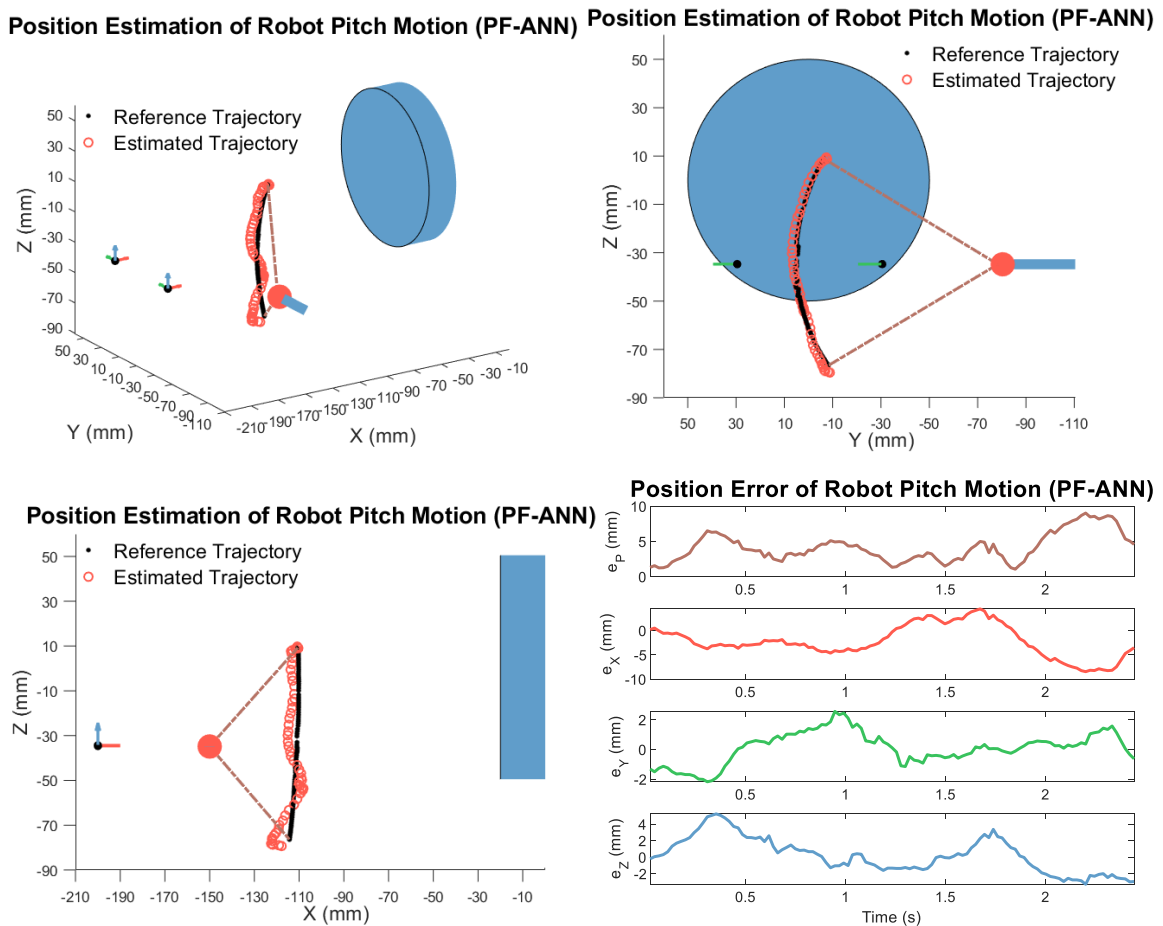 Position Estimation of Robot Pitch Motion (PF-ANN)
Reference Trajectory
Estimated Trajectory
50
30
10
-10
-30
-50
-70
-90
Z (mm)
50
30
10
-10
-30
-50
-70
-90
-110
Y (mm)
-210
-190
-170
-150
-130
-110
-90
-70
-50
-30
-10
X (mm)
Position Estimation of Robot Pitch Motion (PF-ANN)
Reference Trajectory
Estimated Trajectory
50
30
10
-10
-30
-50
-70
-90
Z (mm)
50 30 10 -10 -30 -50 -70 -90 -110
Y (mm)
Position Estimation of Robot Pitch Motion (PF-ANN)
Reference Trajectory
Estimated Trajectory
50
30
10
-10
-30
-50
-70
-90
Z (mm)
-210 -190 -170 -150 -130 -110 -90 -70 -50 -30 -10
X (mm)
Position Error of Robot Pitch Motion (PF-ANN)
10
5
0
e_P (mm)
0.5 1 1.5 2
0
-5
-10
e_X (mm)
0.5 1 1.5 2
2
0
-2
e_Y (mm)
0.5 1 1.5 2
4
2
0
-2
e_Z (mm)
0.5 1 1.5 2
Time (s)